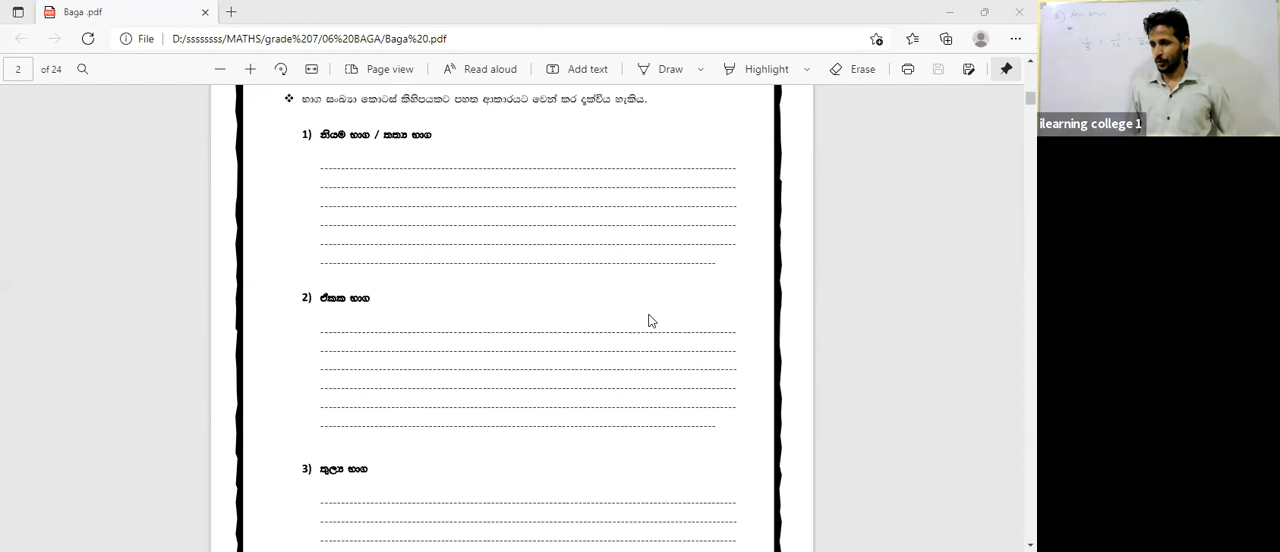 Baga .pdf
File D:/ssssssss/MATHS/grade%207/06%20BAGA/Baga%20.pdf
2 of 24 Page view Read aloud Add text Draw Highlight Erase
❖ භාග සංඛ්‍යා කොටස් කිහිපයකට පහත ආකාරයට වෙන් කර දැක්විය හැකිය.
1) නියම භාග / තත්‍ය භාග
2) ඒකක භාග
3) තුල්‍ය භාග
ilearning college 1